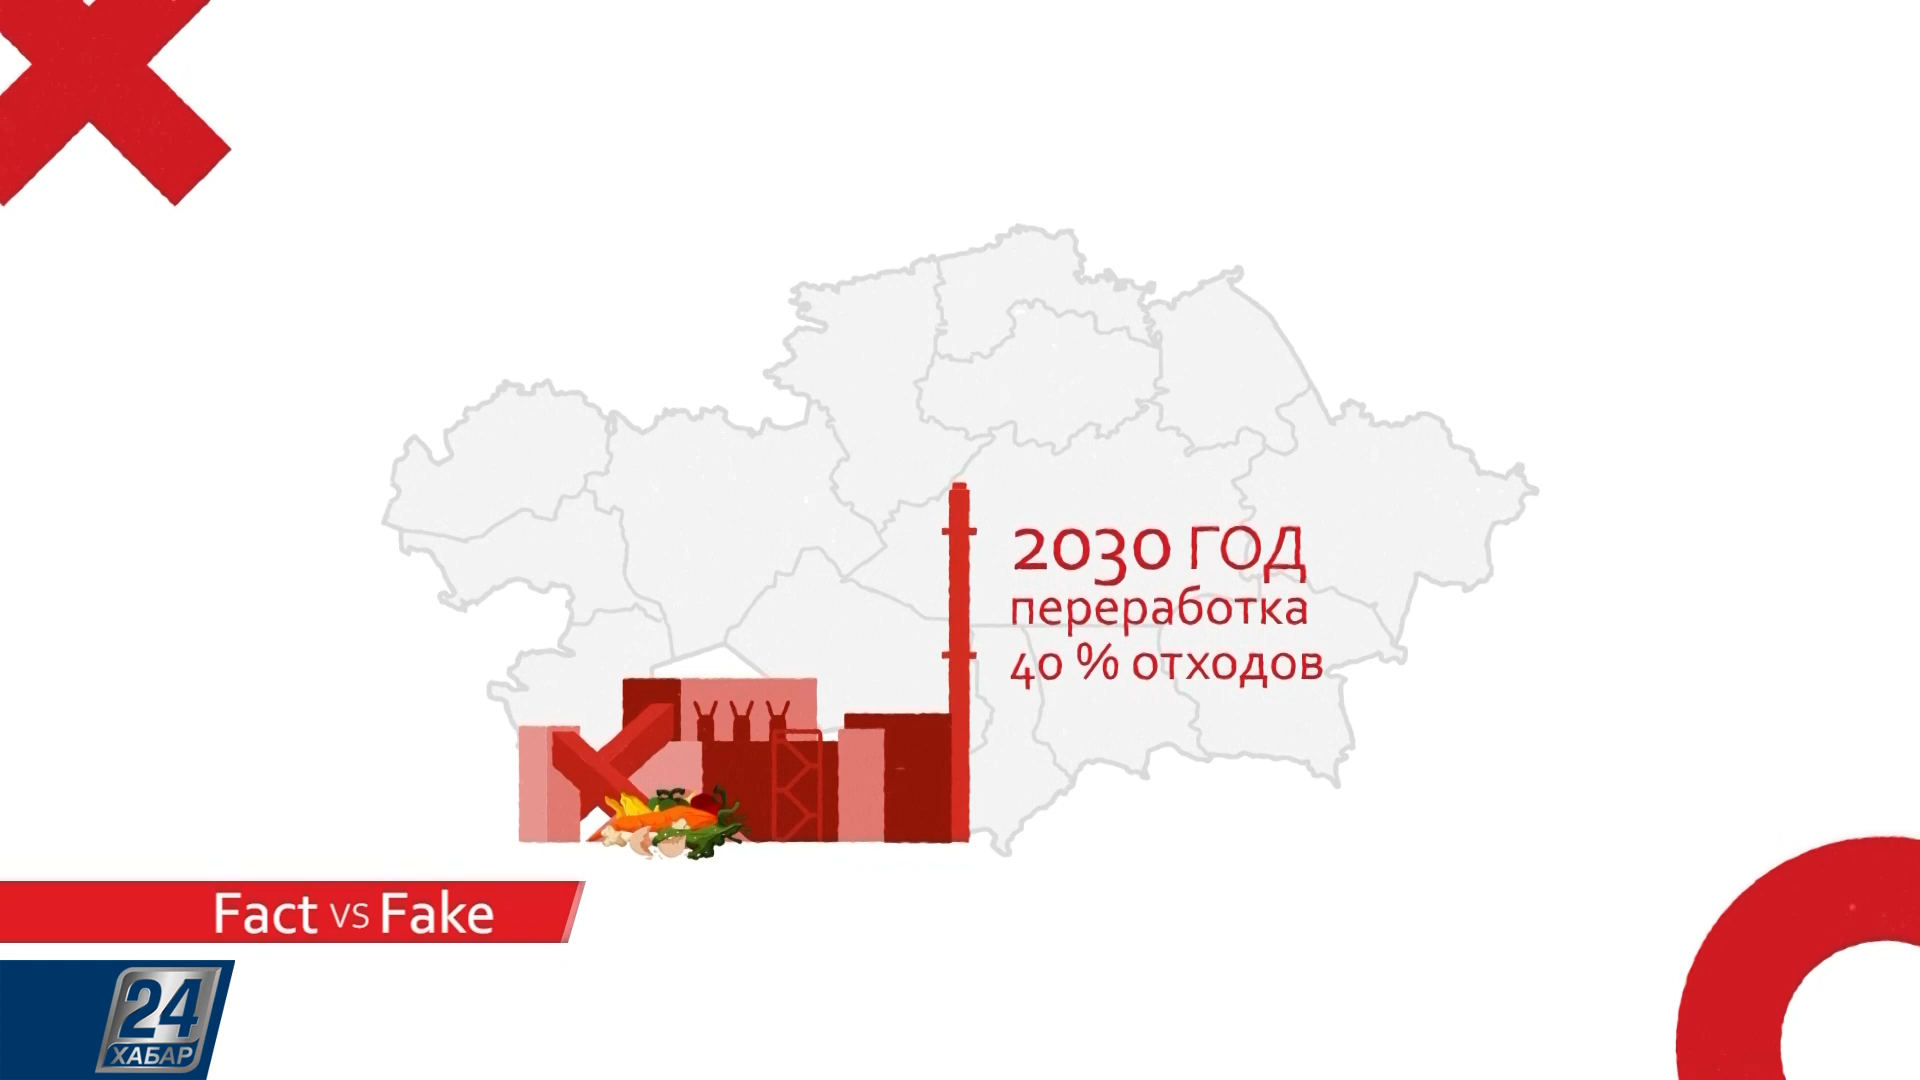 2030 ГОД
переработка
40 % отходов
Fact vs Fake
24
ХАБАР